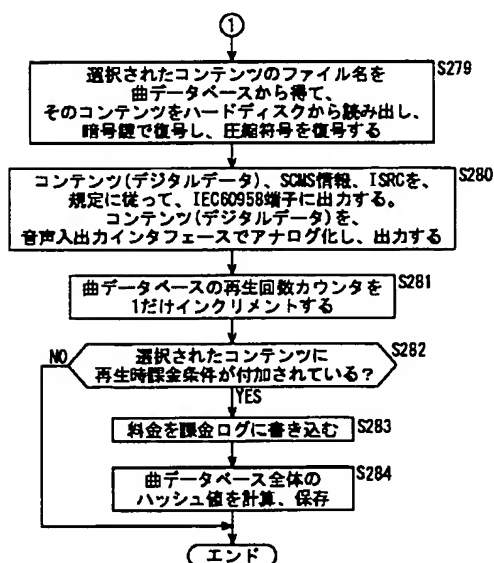 1
選択されたコンテンツのファイル名を
曲データベースから得て、
そのコンテンツをハードディスクから読み出し、
暗号鍵で復号し、圧縮符号を復号する
S279
コンテンツ(デジタルデータ)、SCMS情報、ISRCを、
規定に従って、IEC60958端子に出力する。
コンテンツ(デジタルデータ)を、
音声入出力インタフェースでアナログ化し、出力する
S280
曲データベースの再生回数カウンタを
1だけインクリメントする
S281
選択されたコンテンツに
再生時課金条件が付加されている?
S282
NO
YES
料金を課金ログに書き込む
S283
曲データベース全体の
ハッシュ値を計算、保存
S284
エンド